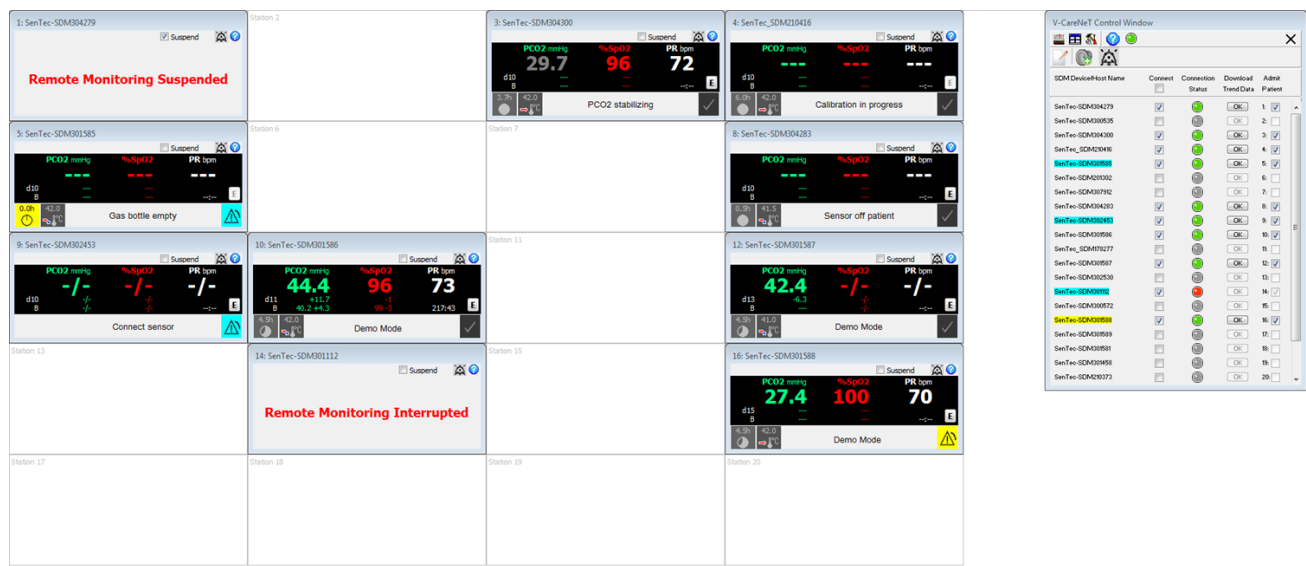 1: SenTec-SDM304279
Suspend
Remote Monitoring Suspended
Station 2
3: SenTec-SDM304300
Suspend
PCO2 mmHg %SpO2 PR bpm
29.7 96 72
d10 --- ---
B --- --- --:-- E
3.7h 42.0
°C
PCO2 stabilizing
4: SenTec_SDM210416
Suspend
PCO2 mmHg %SpO2 PR bpm
--- --- ---
d10 --- ---
B --- --- --:-- E
6.0h 42.0
°C
Calibration in progress
5: SenTec-SDM301585
Suspend
PCO2 mmHg %SpO2 PR bpm
--- --- ---
d10 --- ---
B --- --- --:-- E
0.0h 42.0
°C
Gas bottle empty
Station 6
Station 7
8: SenTec-SDM304283
Suspend
PCO2 mmHg %SpO2 PR bpm
--- --- ---
d10 --- ---
B --- --- --:-- E
0.5h 41.5
°C
Sensor off patient
9: SenTec-SDM302453
Suspend
PCO2 mmHg %SpO2 PR bpm
-/- -/- -/-
d10 -/- -/-
B -/- -/- --:-- E
Connect sensor
10: SenTec-SDM301586
Suspend
PCO2 mmHg %SpO2 PR bpm
44.4 96 73
d11 +11.7 -1
B 40.2 +4.3 99 -3 217:43 E
4.5h 42.0
°C
Demo Mode
Station 11
12: SenTec-SDM301587
Suspend
PCO2 mmHg %SpO2 PR bpm
42.4 -/- -/-
d13 -6.3 -/-
B --- -/- --:-- E
4.5h 41.0
°C
Demo Mode
Station 13
14: SenTec-SDM301112
Suspend
Remote Monitoring Interrupted
Station 15
16: SenTec-SDM301588
Suspend
PCO2 mmHg %SpO2 PR bpm
27.4 100 70
d15 --- ---
B --- --- --:-- E
4.5h 42.0
°C
Demo Mode
Station 17
Station 18
Station 19
Station 20
V-CareNeT Control Window
SDM Device/Host Name Connect Connection Download Admit
Status Trend Data Patient
SenTec-SDM304279 OK 1:
SenTec-SDM300535 OK 2:
SenTec-SDM304300 OK 3:
SenTec_SDM210416 OK 4:
SenTec-SDM301585 OK 5:
SenTec-SDM201302 OK 6:
SenTec-SDM307912 OK 7:
SenTec-SDM304283 OK 8:
SenTec-SDM302453 OK 9:
SenTec-SDM301586 OK 10:
SenTec_SDM178277 OK 11:
SenTec-SDM301587 OK 12:
SenTec-SDM302530 OK 13:
SenTec-SDM301112 OK 14:
SenTec-SDM300572 OK 15:
SenTec-SDM301588 OK 16:
SenTec-SDM301589 OK 17:
SenTec-SDM301581 OK 18:
SenTec-SDM301458 OK 19:
SenTec-SDM210373 OK 20: